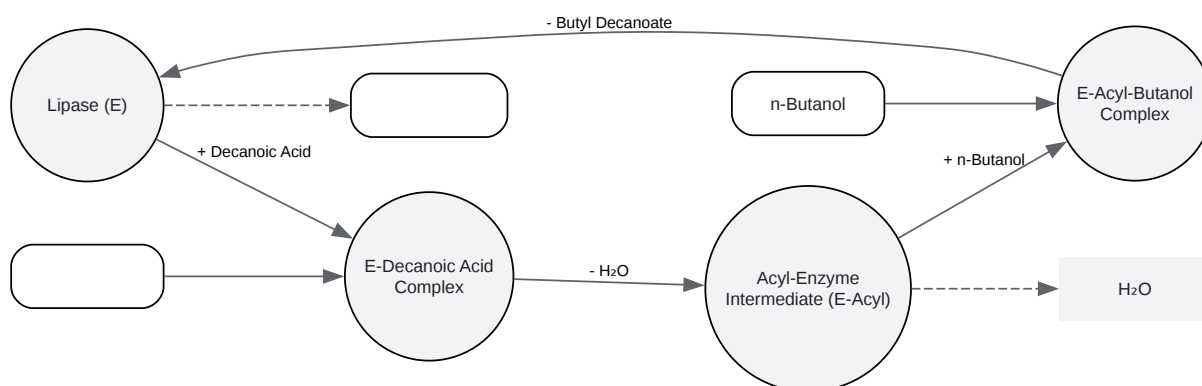 - Butyl Decanoate
Lipase (E)
n-Butanol
E-Acyl-Butanol
Complex
+ Decanoic Acid
+ n-Butanol
E-Decanoic Acid
Complex
- H₂O
Acyl-Enzyme
Intermediate (E-Acyl)
H₂O